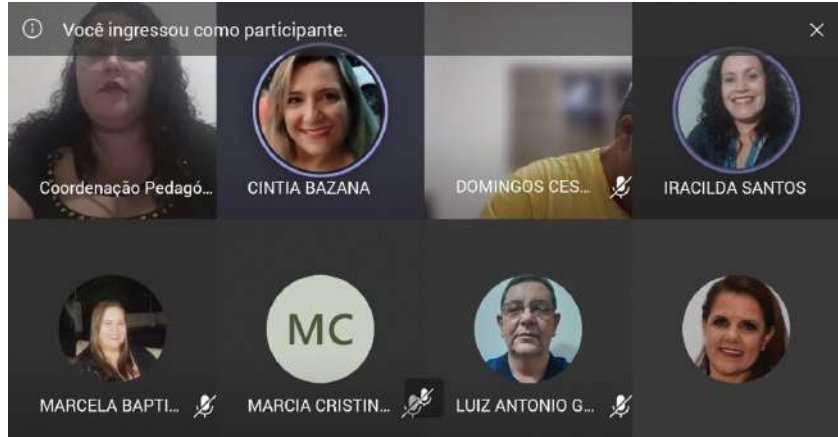 Você ingressou como participante.
Coordenação Pedagó...
CINTIA BAZANA
DOMINGOS CES...
IRACILDA SANTOS
MC
MARCELA BAPTI...
MARCIA CRISTIN...
LUIZ ANTONIO G...